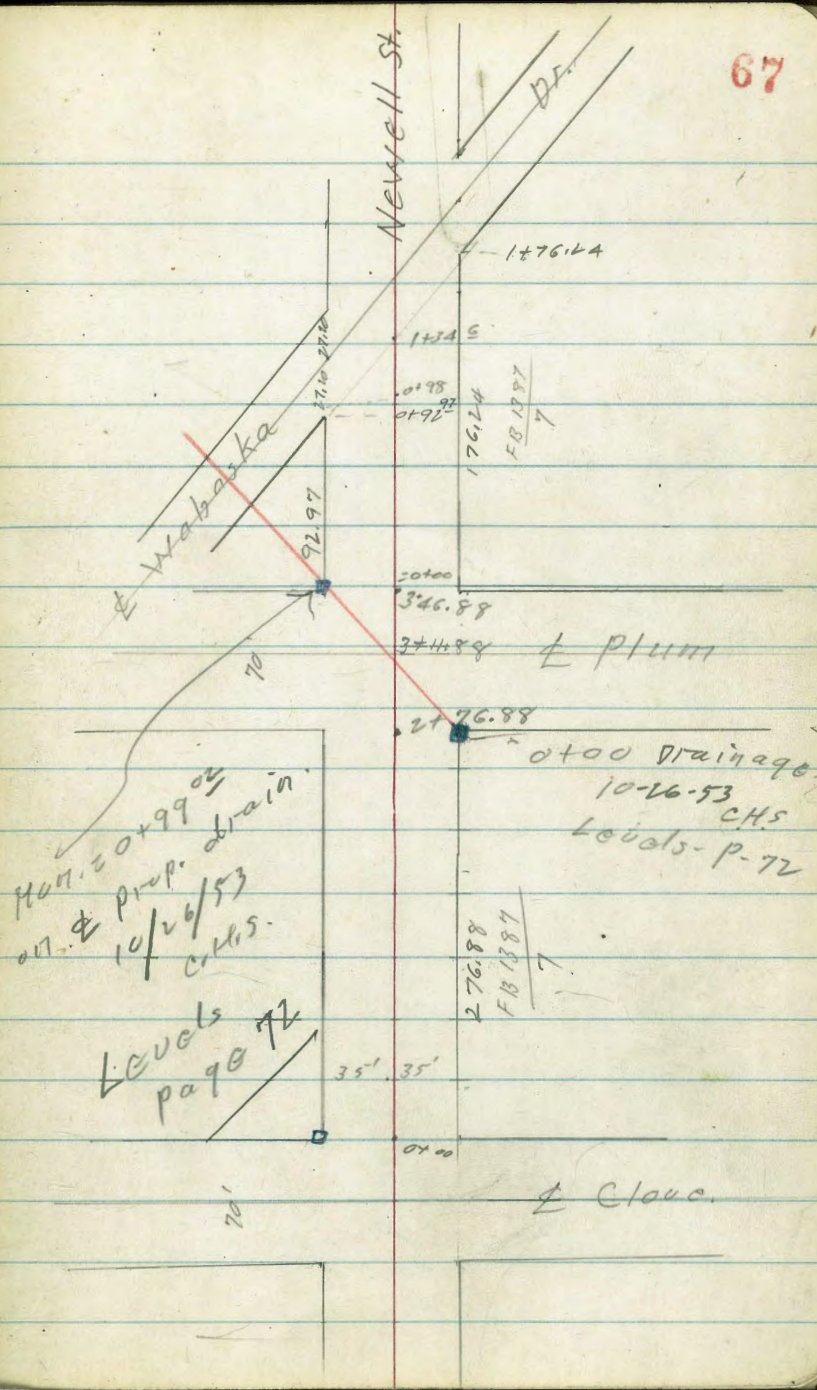 67
Newell St.
Dr.
1+76.24
1+34 5
27.20
27.20
0+98
0+92 97
176.24
FB 1387
7
℄ Wabaska
92.97
=0+00
3+46.88
3+11.88
℄ Plum
70
2+76.88
0+00 Drainage
10-26-53
C.H.S
Levels- P-72
Mon. = 0+99 02
on ℄ prop. drain.
10/26/53
C.H.S.
Levels
page 72
276.88
FB 1387
7
35' 35'
0+00
70'
℄ Clove.